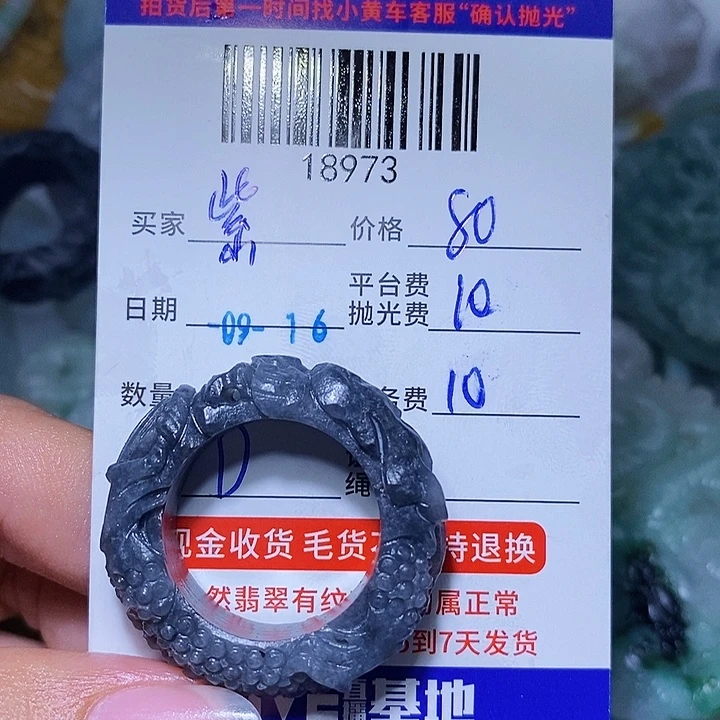 拍货后第一时间找小黄车客服“确认抛光”
18973
买家 紫 价格 80
平台费
抛光费 10
日期 -09-16
数量 务费 10
D 绳
现金收货 毛货不 持退换
然翡翠有纹 属正常
到7天发货
基地